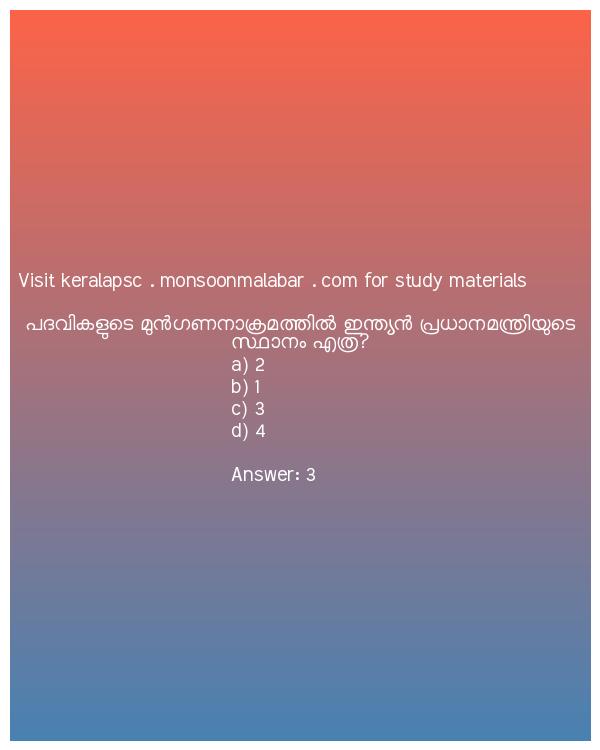 Visit keralapsc . monsoonmalabar . com for study materials
പദവികളുടെ മുൻഗണനാക്രമത്തിൽ ഇന്ത്യൻ പ്രധാനമന്ത്രിയുടെ
സ്ഥാനം എത്ര?
a) 2
b) 1
c) 3
d) 4
Answer: 3